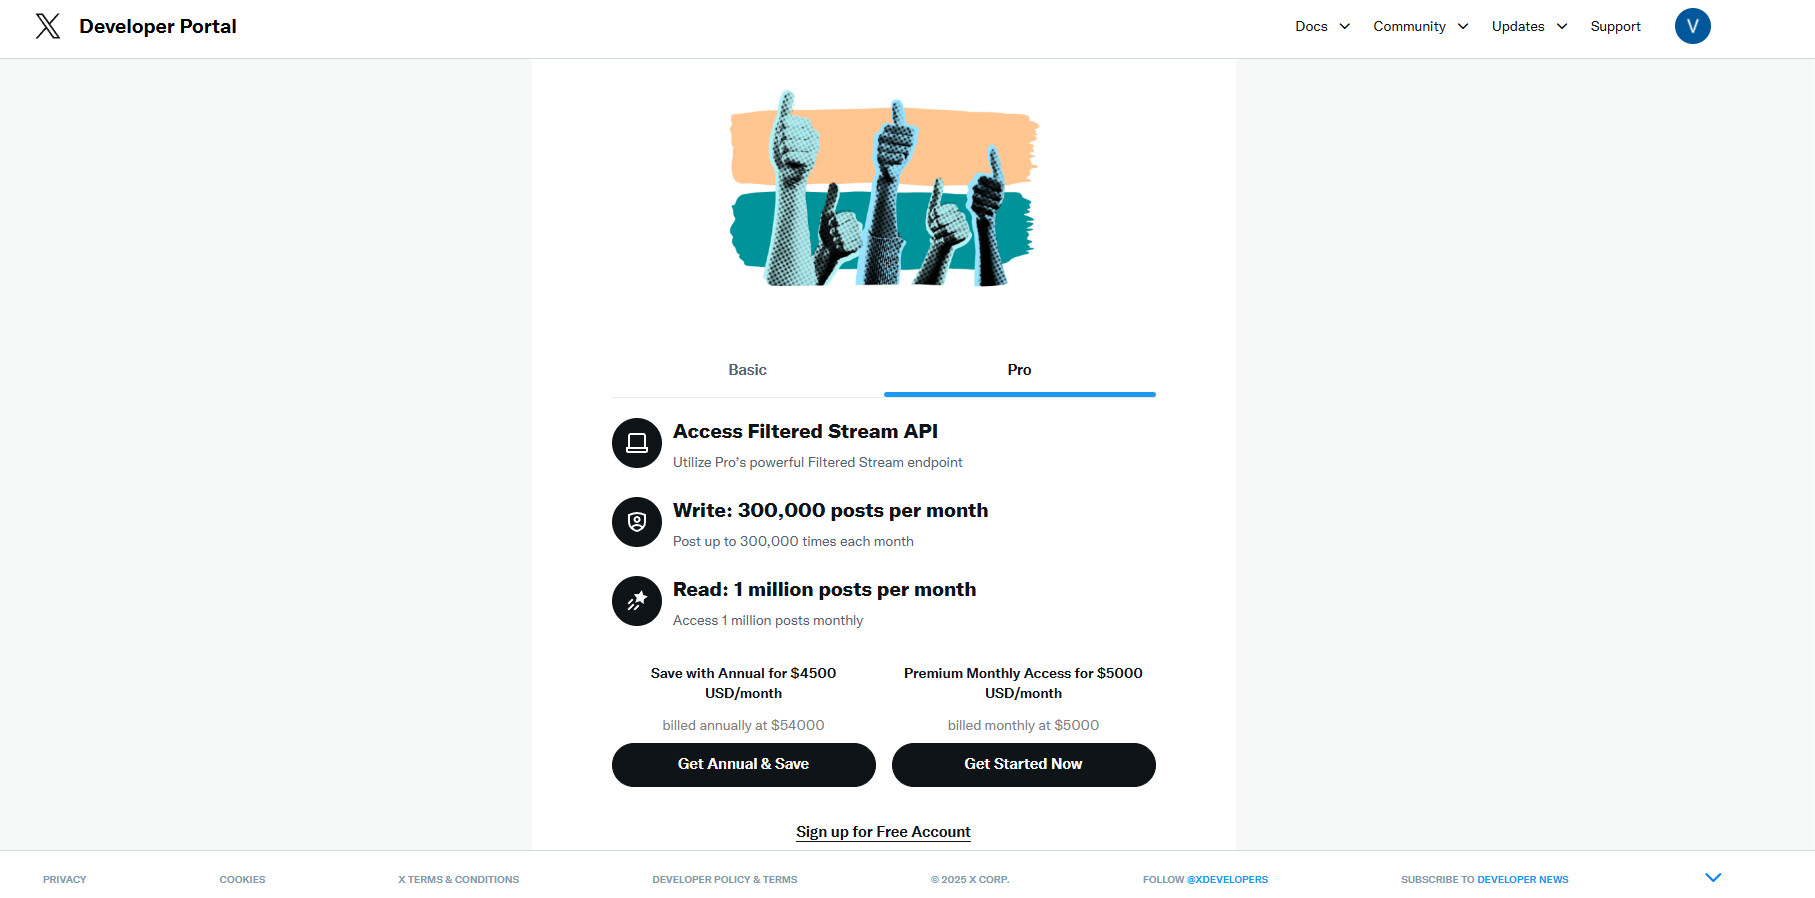 Developer Portal
Docs
Community
Updates
Support
V
Basic
Pro
Access Filtered Stream API
Utilize Pro's powerful Filtered Stream endpoint
Write: 300,000 posts per month
Post up to 300,000 times each month
Read: 1 million posts per month
Access 1 million posts monthly
Save with Annual for $4500
USD/month
billed annually at $54000
Get Annual & Save
Premium Monthly Access for $5000
USD/month
billed monthly at $5000
Get Started Now
Sign up for Free Account
PRIVACY
COOKIES
X TERMS & CONDITIONS
DEVELOPER POLICY & TERMS
© 2025 X CORP.
FOLLOW @XDEVELOPERS
SUBSCRIBE TO DEVELOPER NEWS